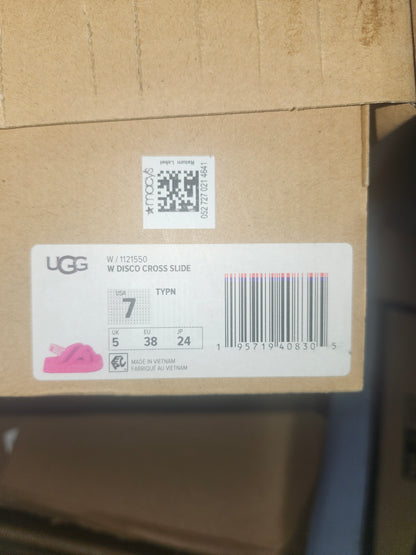 Return Label
★macy's
052 727 021 4641
UGG
W / 1121550
W DISCO CROSS SLIDE
USA
7
TYPN
UK EU JP
5 38 24
MADE IN VIETNAM
FABRIQUÉ AU VIETNAM
1 95719 40830 5